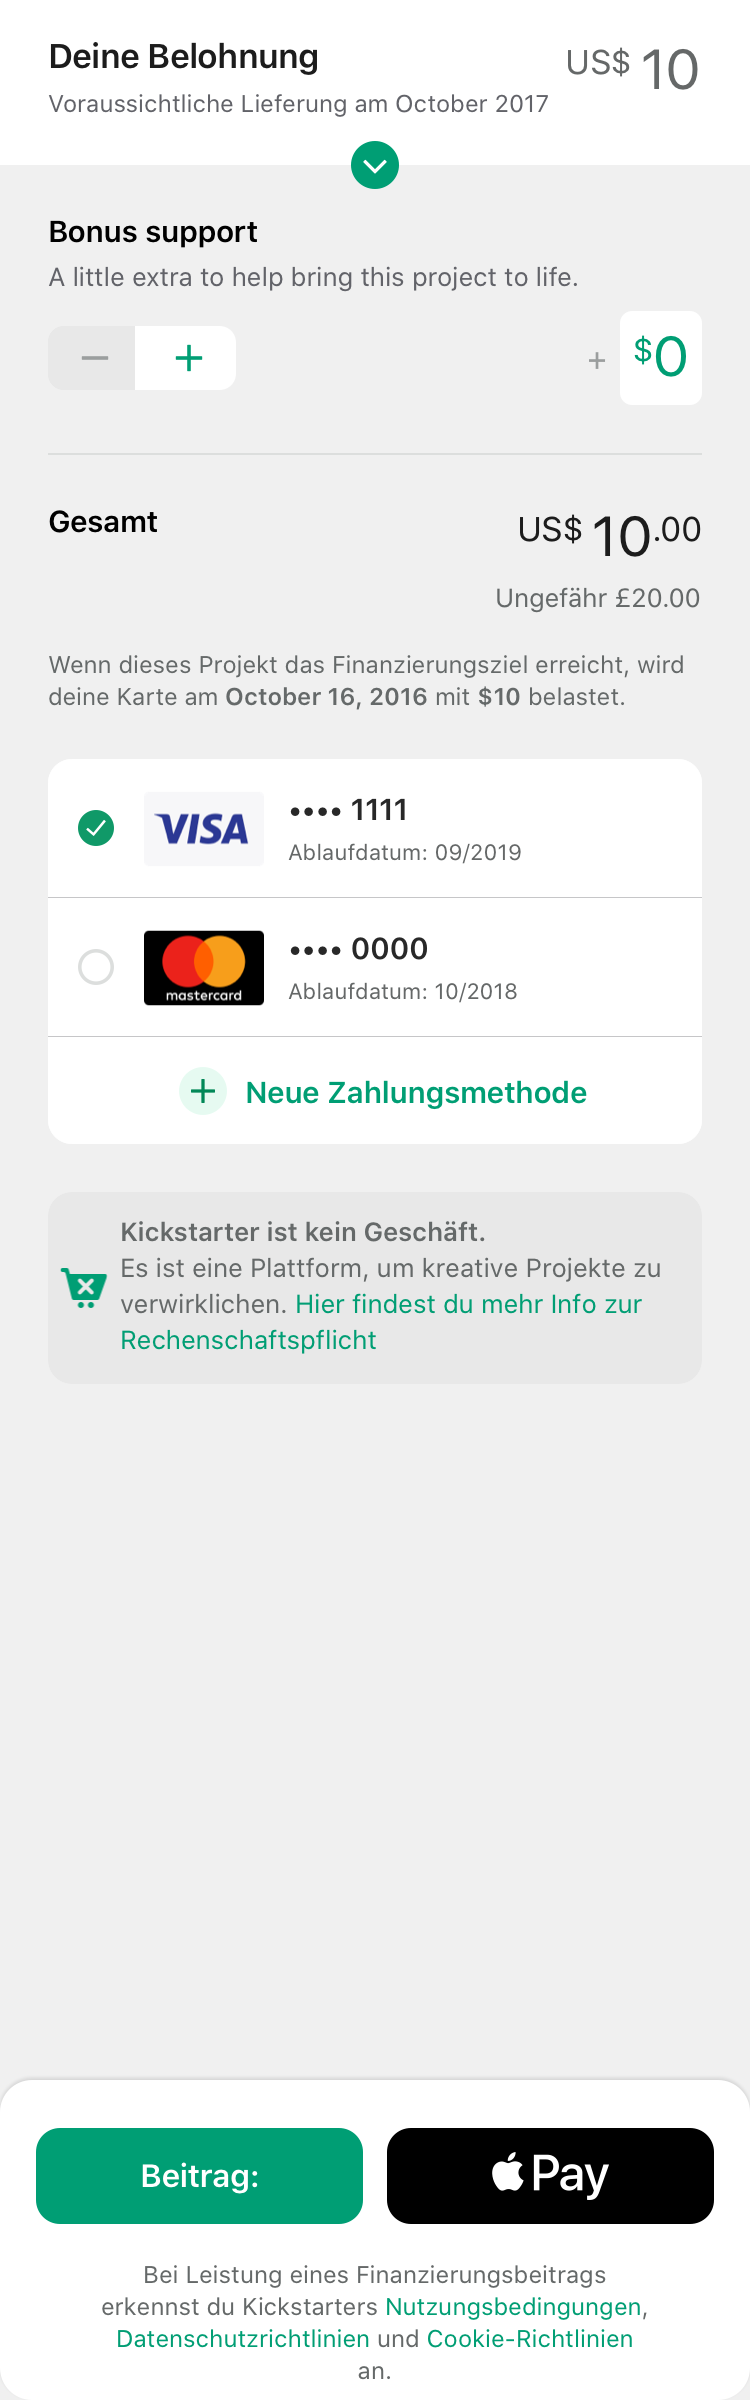 Deine Belohnung
US$ 10
Voraussichtliche Lieferung am October 2017
Bonus support
A little extra to help bring this project to life.
+ $0
Gesamt
US$ 10.00
Ungefähr £20.00
Wenn dieses Projekt das Finanzierungsziel erreicht, wird
deine Karte am October 16, 2016 mit $10 belastet.
VISA
•••• 1111
Ablaufdatum: 09/2019
mastercard
•••• 0000
Ablaufdatum: 10/2018
+ Neue Zahlungsmethode
Kickstarter ist kein Geschäft.
Es ist eine Plattform, um kreative Projekte zu
verwirklichen. Hier findest du mehr Info zur
Rechenschaftspflicht
Beitrag:
Pay
Bei Leistung eines Finanzierungsbeitrags
erkennst du Kickstarters Nutzungsbedingungen,
Datenschutzrichtlinien und Cookie-Richtlinien
an.